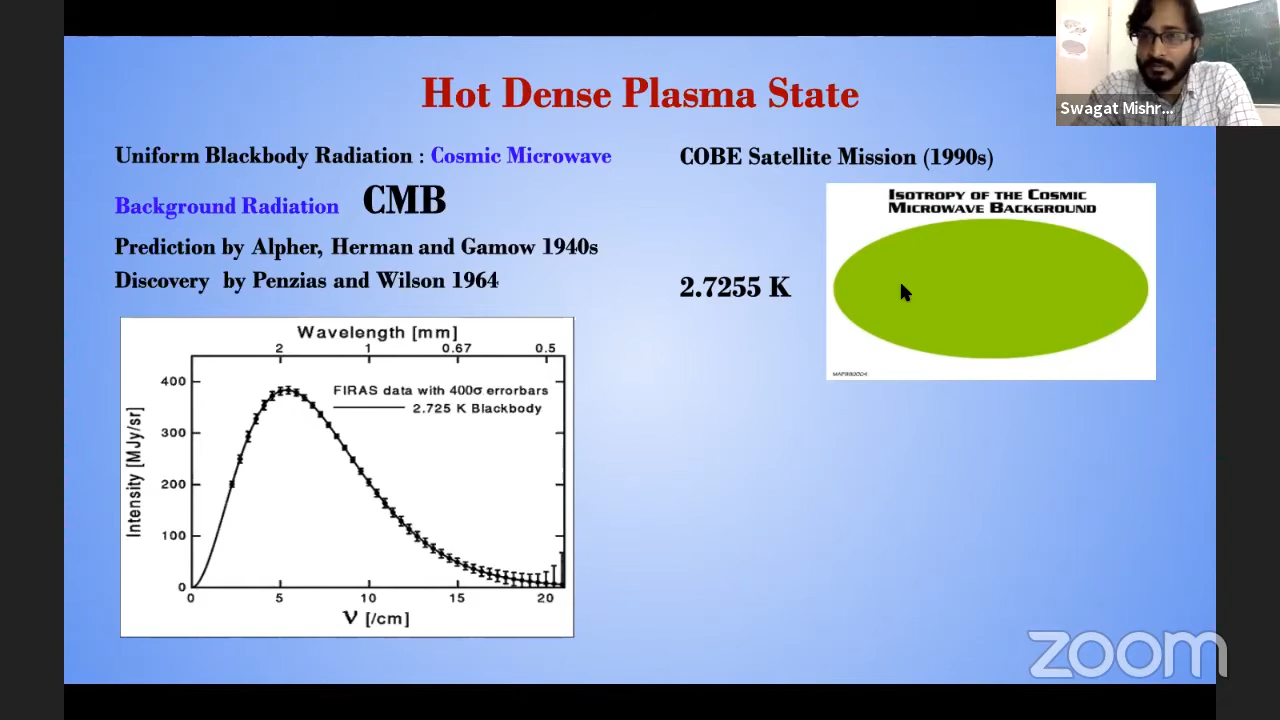 Hot Dense Plasma State
Swagat Mishr...
Uniform Blackbody Radiation : Cosmic Microwave
Background Radiation CMB
Prediction by Alpher, Herman and Gamow 1940s
Discovery by Penzias and Wilson 1964
Wavelength [mm]
2 1 0.67 0.5
FIRAS data with 400σ errorbars
2.725 K Blackbody
Intensity [MJy/sr]
400
300
200
100
0
0 5 10 15 20
ν [/cm]
COBE Satellite Mission (1990s)
ISOTROPY OF THE COSMIC
MICROWAVE BACKGROUND
2.7255 K
zoom